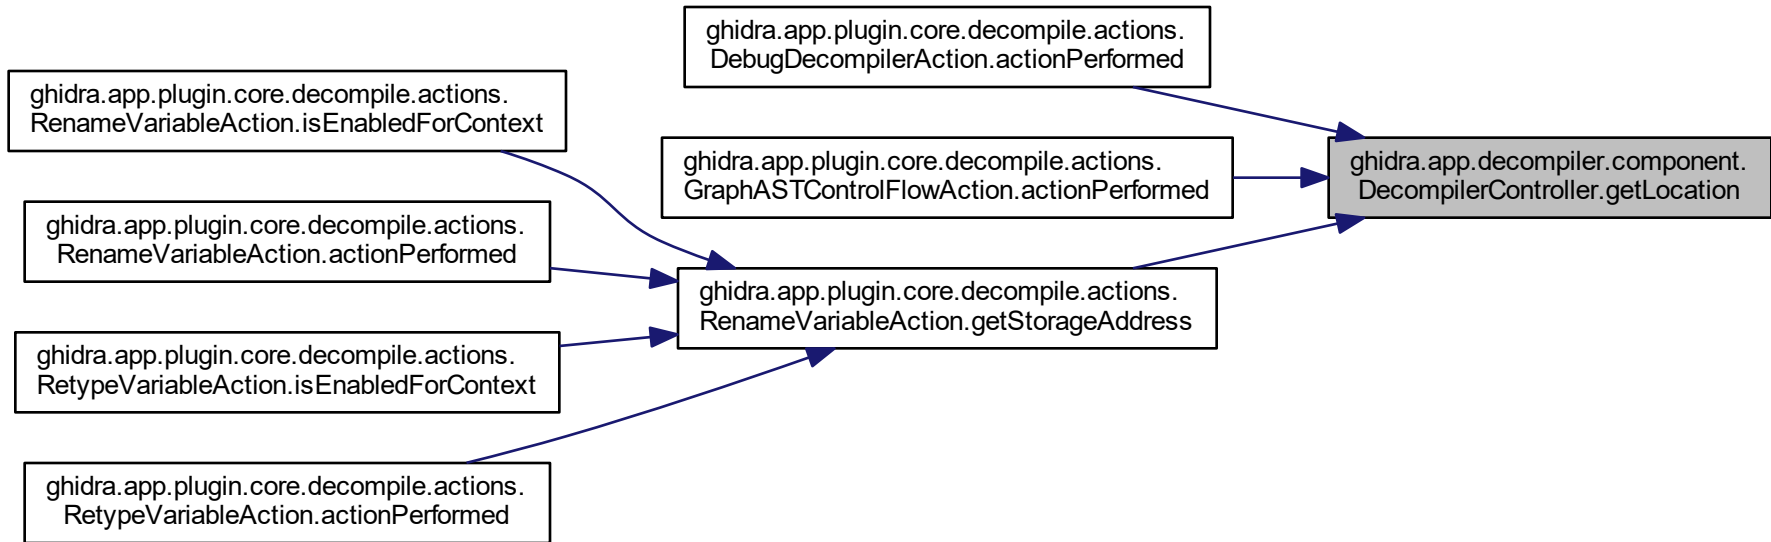 ghidra.app.plugin.core.decompile.actions.
DebugDecompilerAction.actionPerformed
ghidra.app.plugin.core.decompile.actions.
RenameVariableAction.isEnabledForContext
ghidra.app.plugin.core.decompile.actions.
GraphASTControlFlowAction.actionPerformed
ghidra.app.decompiler.component.
DecompilerController.getLocation
ghidra.app.plugin.core.decompile.actions.
RenameVariableAction.actionPerformed
ghidra.app.plugin.core.decompile.actions.
RenameVariableAction.getStorageAddress
ghidra.app.plugin.core.decompile.actions.
RetypeVariableAction.isEnabledForContext
ghidra.app.plugin.core.decompile.actions.
RetypeVariableAction.actionPerformed